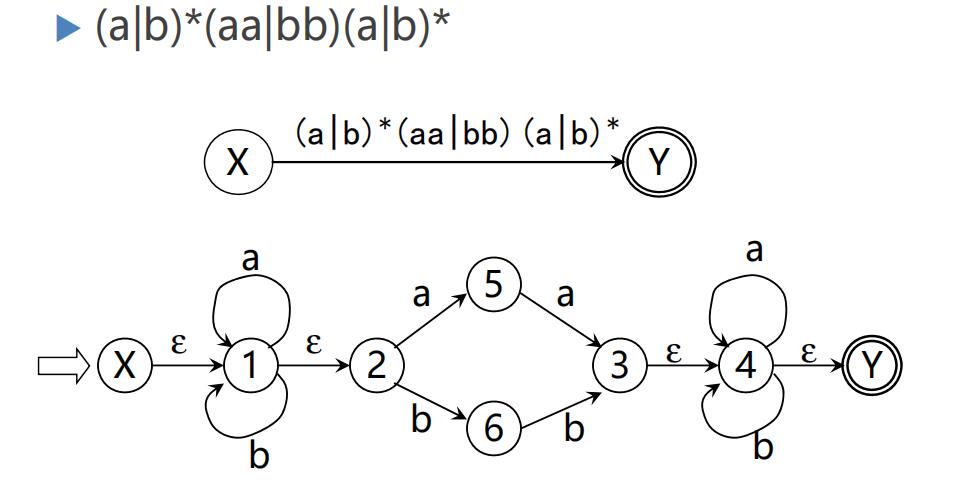 (a|b)*(aa|bb)(a|b)*
(a|b)*(aa|bb)(a|b)*
X Y
a a
5
a a
ε ε ε ε
X 1 2 3 4 Y
b b
6
b b